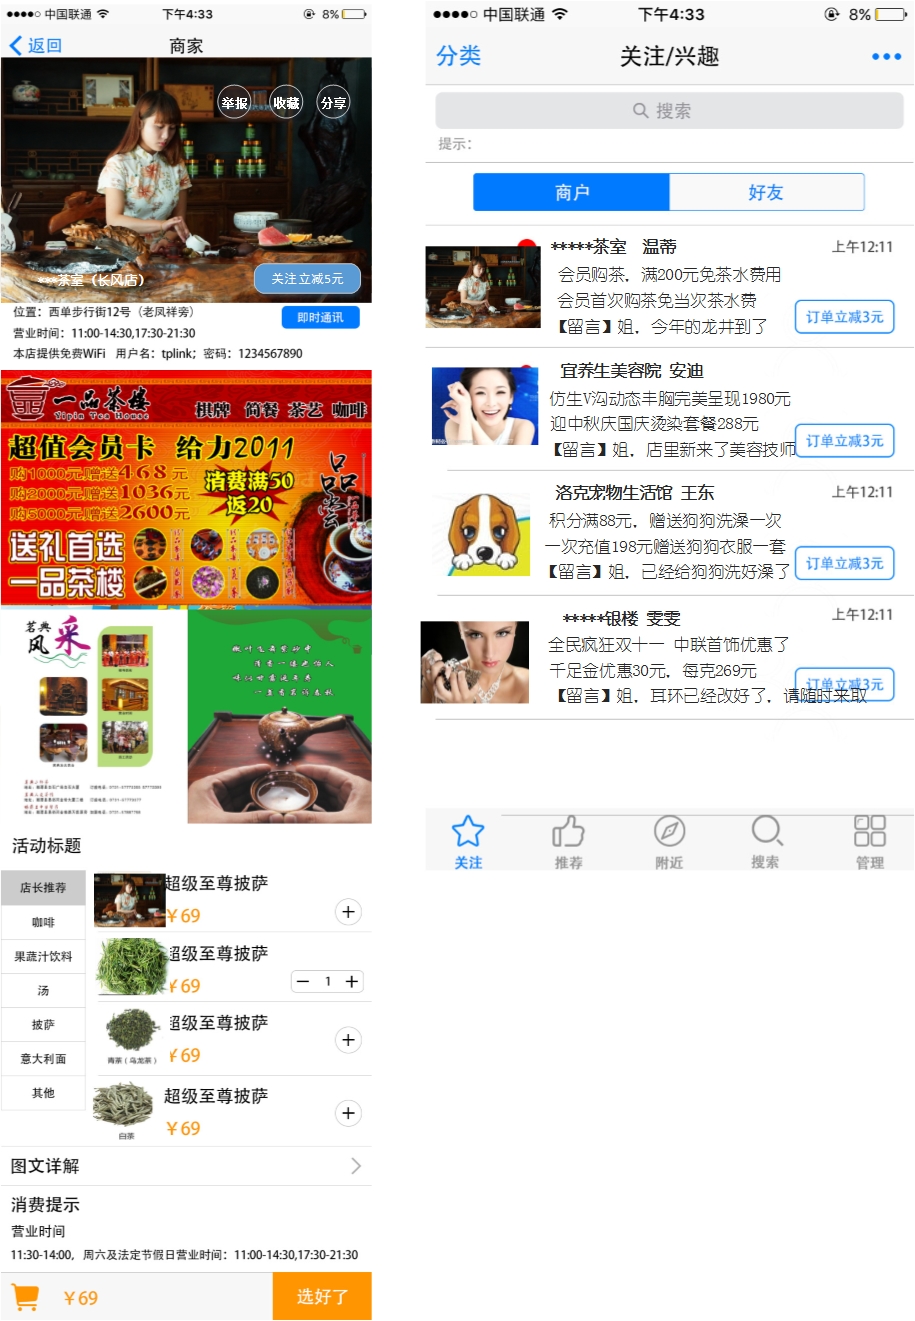 中国联通
下午4:33
8%
返回
商家
举报
收藏
分享
***茶室（长风店）
关注立减5元
位置：西单步行街12号（老凤祥旁）
即时通讯
营业时间：11:00-14:30,17:30-21:30
本店提供免费WiFi 用户名：tplink；密码：1234567890
一品茶楼
Yipin Tea House
棋牌 简餐 茶艺 咖啡
超值会员卡 给力2011
购1000元,赠送468元
购2000元,赠送1036元
购5000元,赠送2600元
消费满50
返20
品尝
送礼首选
一品茶楼
茗典
风采
活动标题
店长推荐
咖啡
果蔬汁饮料
汤
披萨
意大利面
其他
超级至尊披萨
￥69
超级至尊披萨
￥69
1
青茶（乌龙茶）
超级至尊披萨
￥69
白茶
超级至尊披萨
￥69
图文详解
消费提示
营业时间
11:30-14:00，周六及法定节假日营业时间：11:00-14:30,17:30-21:30
￥69
选好了
中国联通
下午4:33
8%
分类
关注/兴趣
搜索
提示：
商户
好友
*****茶室 温蒂
上午12:11
会员购茶，满200元免茶水费用
会员首次购茶免当次茶水费
【留言】姐，今年的龙井到了
订单立减3元
宜养生美容院 安迪
仿生V沟动态丰胸完美呈现1980元
迎中秋庆国庆烫染套餐288元
【留言】姐，店里新来了美容技师
订单立减3元
洛克宠物生活馆 王东
上午12:11
积分满88元，赠送狗狗洗澡一次
一次充值198元赠送狗狗衣服一套
【留言】姐，已经给狗狗洗好澡了
订单立减3元
*****银楼 雯雯
上午12:11
全民疯狂双十一 中联首饰优惠了
千足金优惠30元，每克269元
【留言】姐，耳环已经改好了，请随时来取
订单立减3元
关注
推荐
附近
搜索
管理